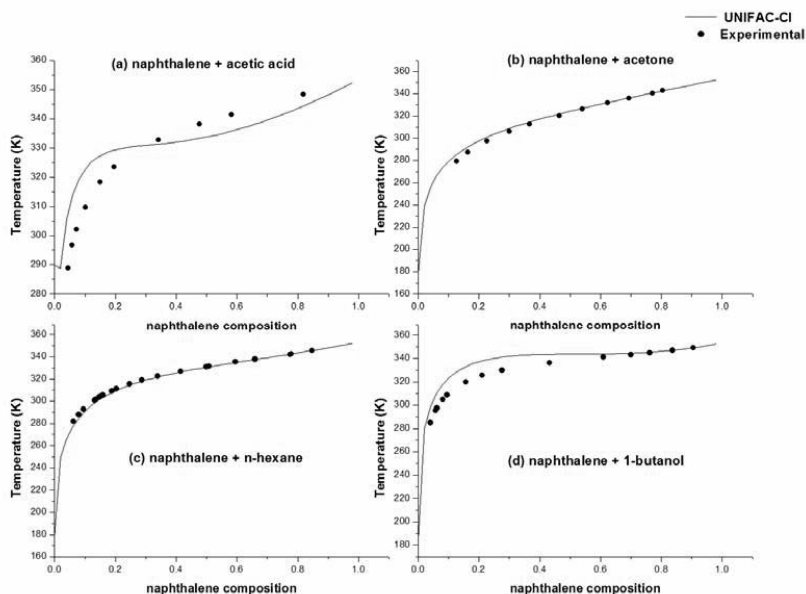 UNIFAC-CI
Experimental
(a) naphthalene + acetic acid
Temperature (K)
360
350
340
330
320
310
300
290
280
0.0 0.2 0.4 0.6 0.8 1.0
naphthalene composition
(b) naphthalene + acetone
Temperature (K)
360
340
320
300
280
260
240
220
200
180
160
0.0 0.2 0.4 0.6 0.8 1.0
naphthalene composition
(c) naphthalene + n-hexane
Temperature (K)
360
340
320
300
280
260
240
220
200
180
160
0.0 0.2 0.4 0.6 0.8 1.0
naphthalene composition
(d) naphthalene + 1-butanol
Temperature (K)
360
340
320
300
280
260
240
220
200
180
0.0 0.2 0.4 0.6 0.8 1.0
naphthalene composition